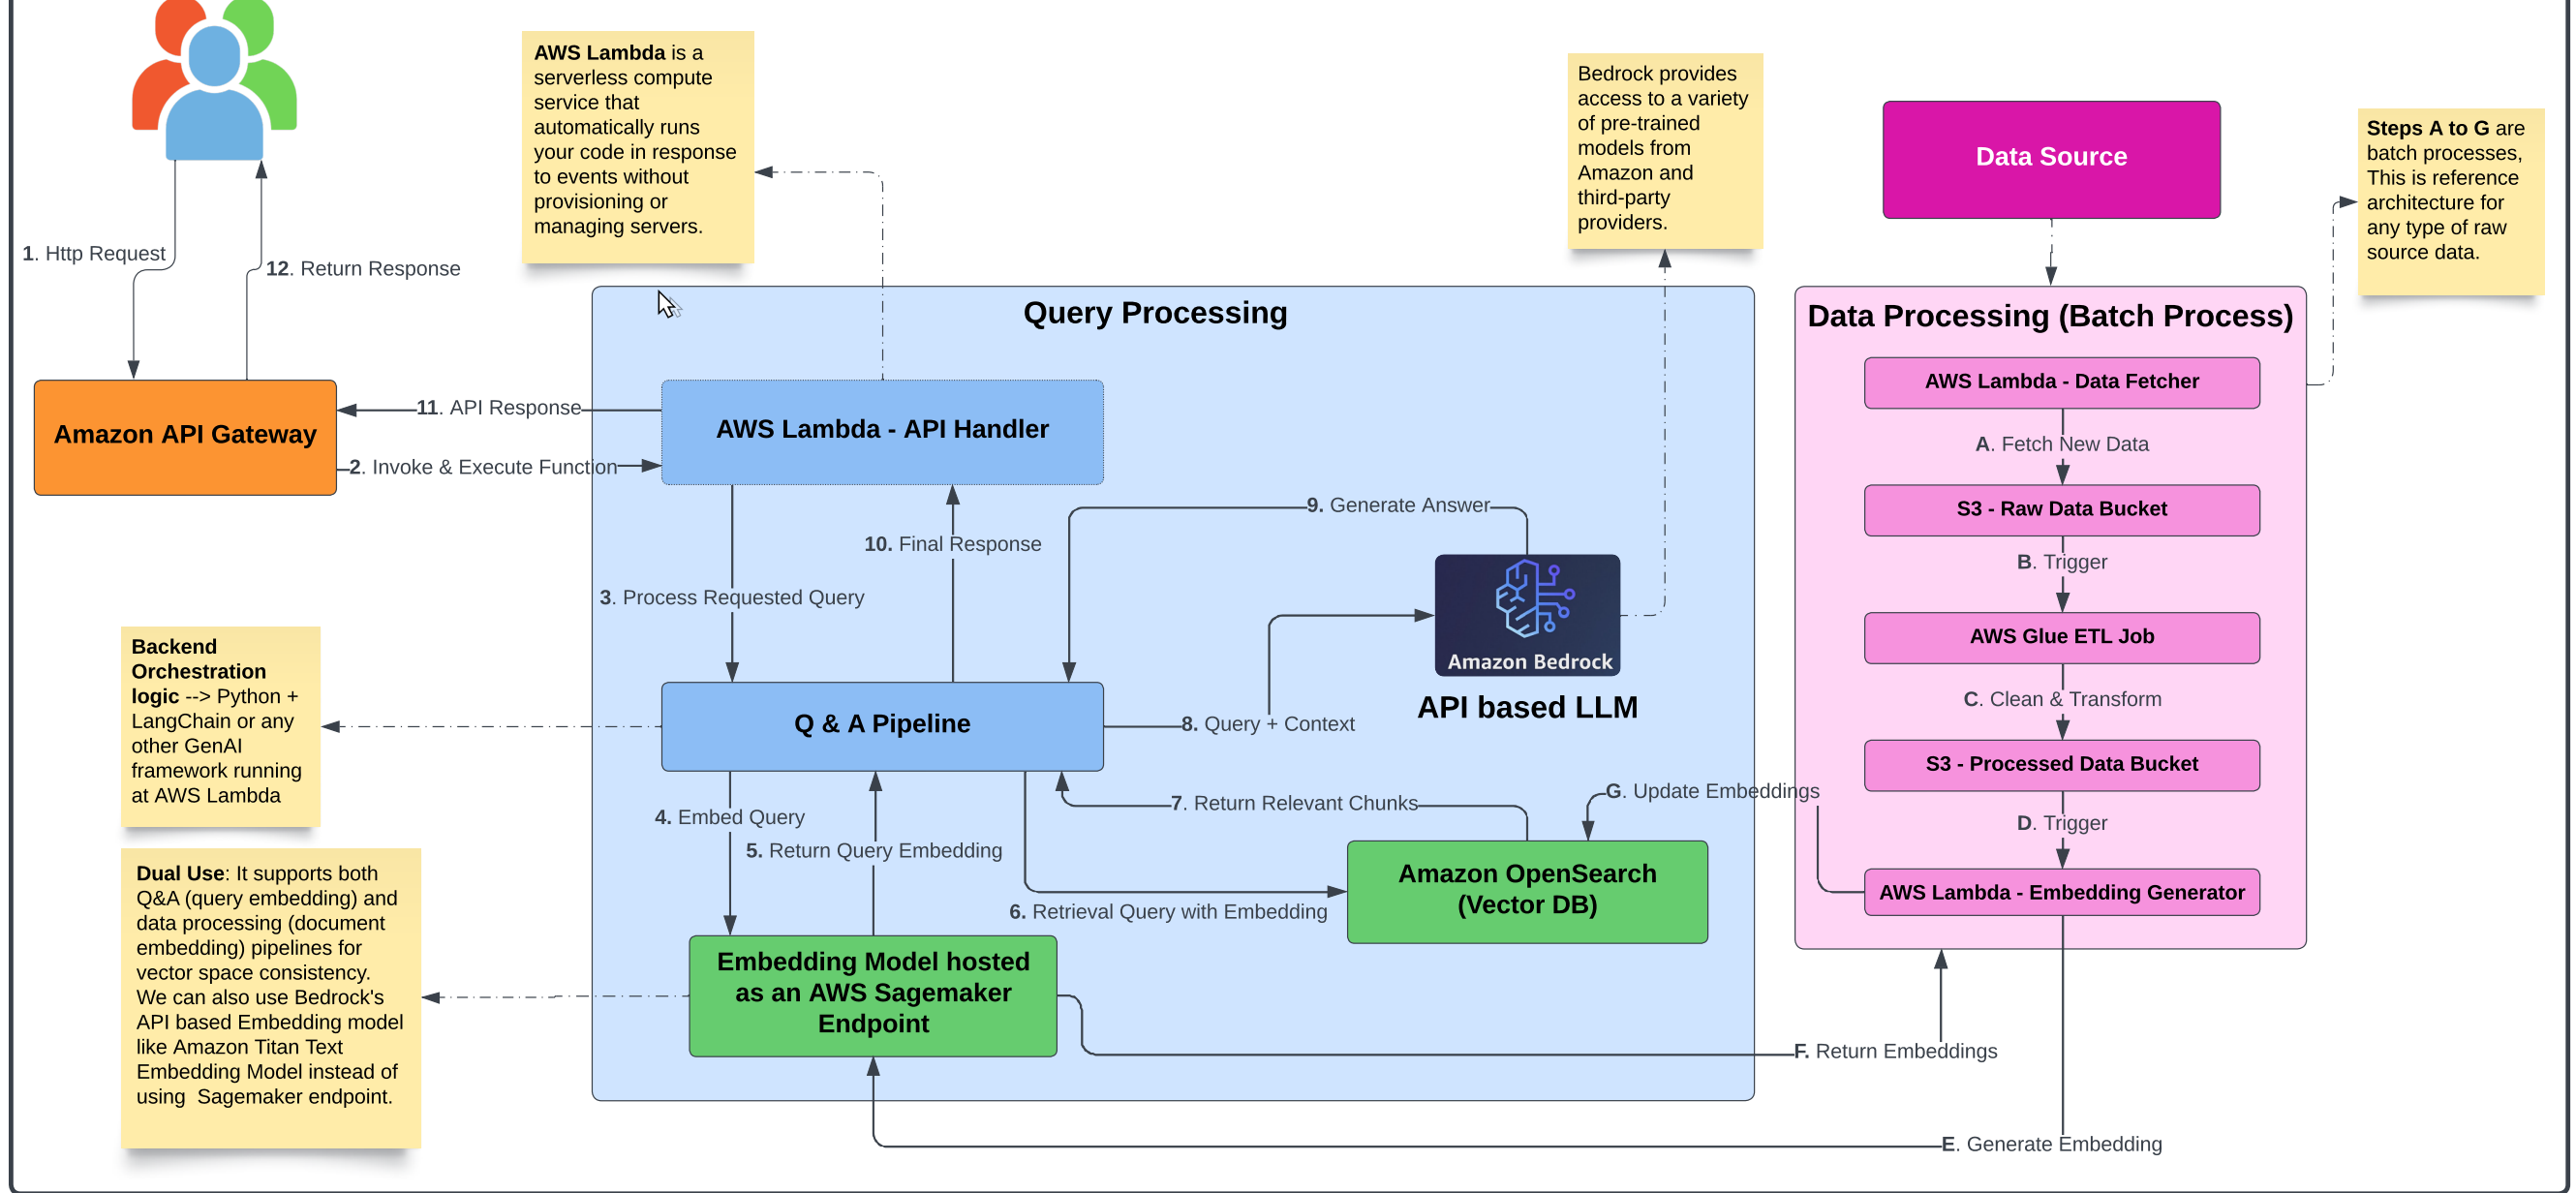 AWS Lambda is a
serverless compute
service that
automatically runs
your code in response
to events without
provisioning or
managing servers.
Bedrock provides
access to a variety
of pre-trained
models from
Amazon and
third-party
providers.
Data Source
Steps A to G are
batch processes,
This is reference
architecture for
any type of raw
source data.
1. Http Request
12. Return Response
Query Processing
Data Processing (Batch Process)
Amazon API Gateway
11. API Response
2. Invoke & Execute Function
AWS Lambda - API Handler
AWS Lambda - Data Fetcher
A. Fetch New Data
S3 - Raw Data Bucket
B. Trigger
AWS Glue ETL Job
C. Clean & Transform
S3 - Processed Data Bucket
D. Trigger
AWS Lambda - Embedding Generator
9. Generate Answer
10. Final Response
3. Process Requested Query
Amazon Bedrock
API based LLM
Backend
Orchestration
logic --> Python +
LangChain or any
other GenAI
framework running
at AWS Lambda
Q & A Pipeline
8. Query + Context
G. Update Embeddings
7. Return Relevant Chunks
4. Embed Query
5. Return Query Embedding
6. Retrieval Query with Embedding
Amazon OpenSearch
(Vector DB)
Dual Use: It supports both
Q&A (query embedding) and
data processing (document
embedding) pipelines for
vector space consistency.
We can also use Bedrock's
API based Embedding model
like Amazon Titan Text
Embedding Model instead of
using  Sagemaker endpoint.
Embedding Model hosted
as an AWS Sagemaker
Endpoint
F. Return Embeddings
E. Generate Embedding